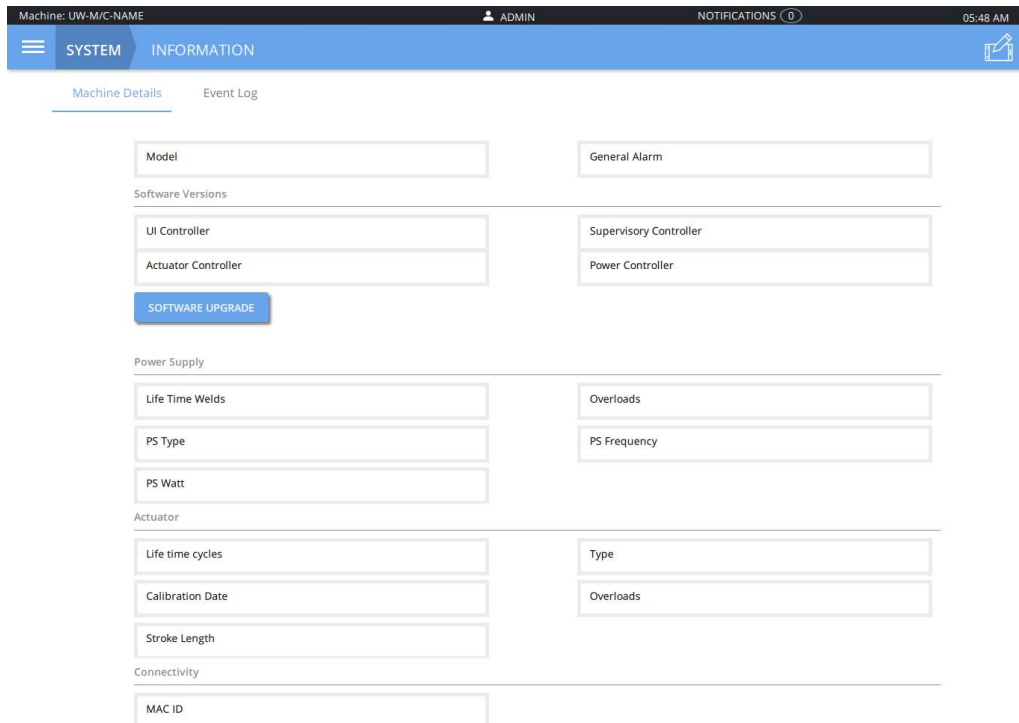 Machine: UW-M/C-NAME ADMIN NOTIFICATIONS 0 05:48 AM
SYSTEM INFORMATION
Machine Details Event Log
Model General Alarm
Software Versions
UI Controller Supervisory Controller
Actuator Controller Power Controller
SOFTWARE UPGRADE
Power Supply
Life Time Welds Overloads
PS Type PS Frequency
PS Watt
Actuator
Life time cycles Type
Calibration Date Overloads
Stroke Length
Connectivity
MAC ID